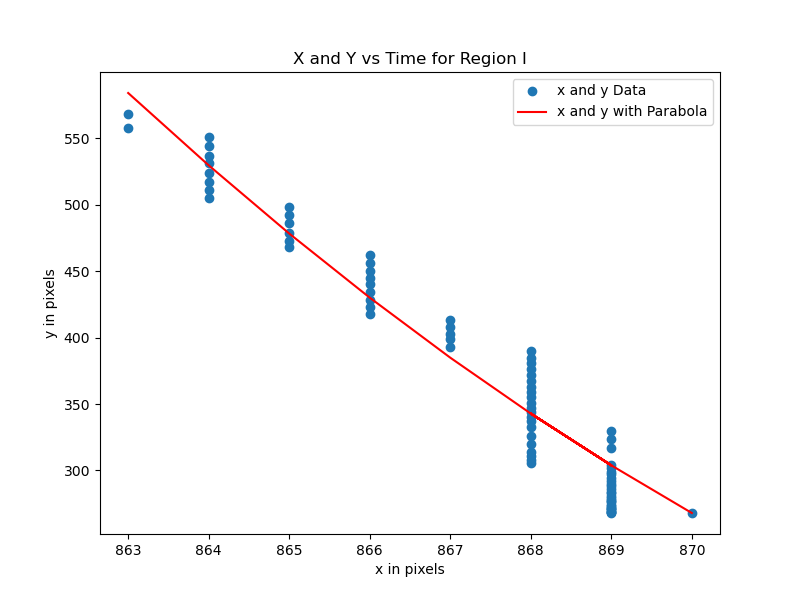 X and Y vs Time for Region I
x and y Data
x and y with Parabola
550
500
450
400
350
300
y in pixels
863 864 865 866 867 868 869 870
x in pixels